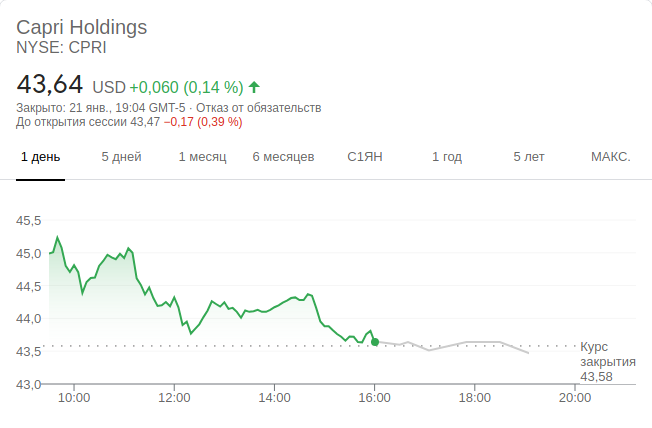 Capri Holdings
NYSE: CPRI
43,64 USD +0,060 (0,14 %)
Закрыто: 21 янв., 19:04 GMT-5 · Отказ от обязательств
До открытия сессии 43,47 −0,17 (0,39 %)
1 день 5 дней 1 месяц 6 месяцев С1ЯН 1 год 5 лет МАКС.
45,5
45,0
44,5
44,0
43,5
43,0
Курс
закрытия
43,58
10:00 12:00 14:00 16:00 18:00 20:00